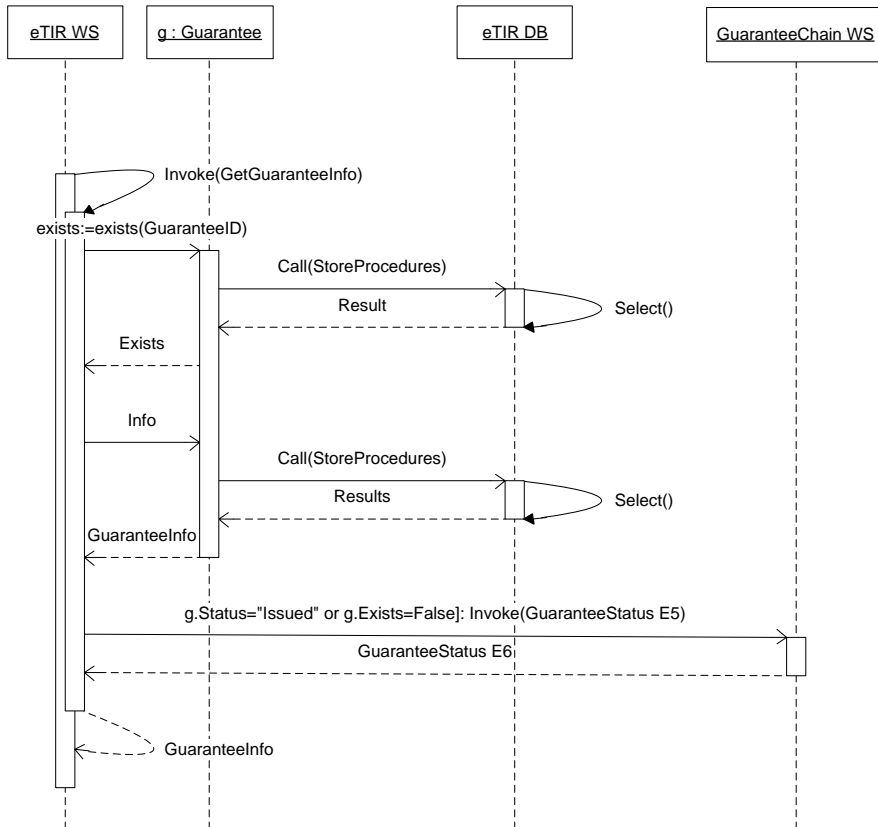 eTIR WS
g : Guarantee
eTIR DB
GuaranteeChain WS
Invoke(GetGuaranteeInfo)
exists:=exists(GuaranteeID)
Call(StoreProcedures)
Result
Select()
Exists
Info
Call(StoreProcedures)
Results
Select()
GuaranteeInfo
g.Status="Issued" or g.Exists=False]: Invoke(GuaranteeStatus E5)
GuaranteeStatus E6
GuaranteeInfo